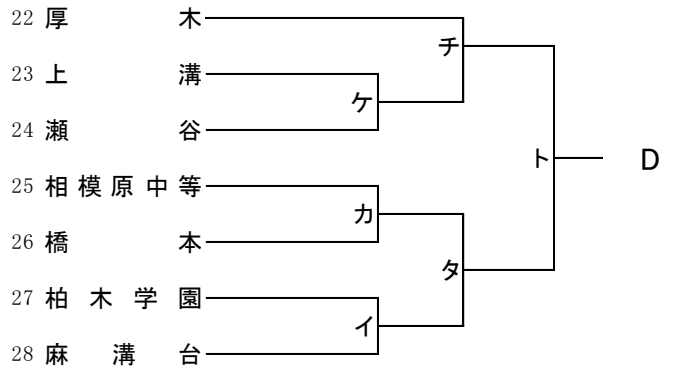 22 厚木
チ
23 上溝
ケ
24 瀬谷
ト D
25 相模原中等
カ
26 橋本
タ
27 柏木学園
イ
28 麻溝台